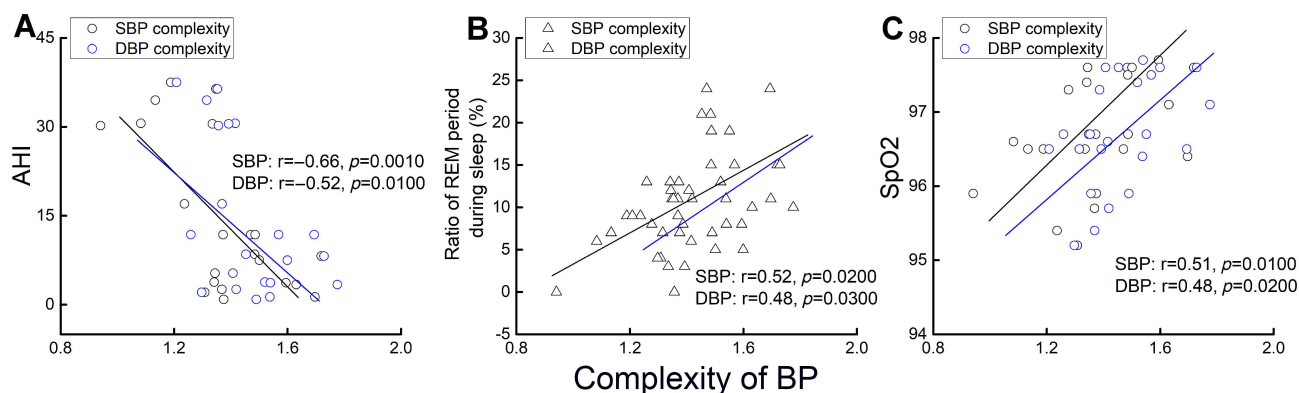 A
SBP complexity
DBP complexity
45
30
15
0
AHI
SBP: r=−0.66, p=0.0010
DBP: r=−0.52, p=0.0100
0.8
1.2
1.6
2.0
B
SBP complexity
DBP complexity
30
25
20
15
10
5
0
-5
Ratio of REM period
during sleep (%)
SBP: r=0.52, p=0.0200
DBP: r=0.48, p=0.0300
0.8
1.2
1.6
2.0
C
SBP complexity
DBP complexity
98
97
96
95
94
SpO2
SBP: r=0.51, p=0.0100
DBP: r=0.48, p=0.0200
0.8
1.2
1.6
2.0
Complexity of BP